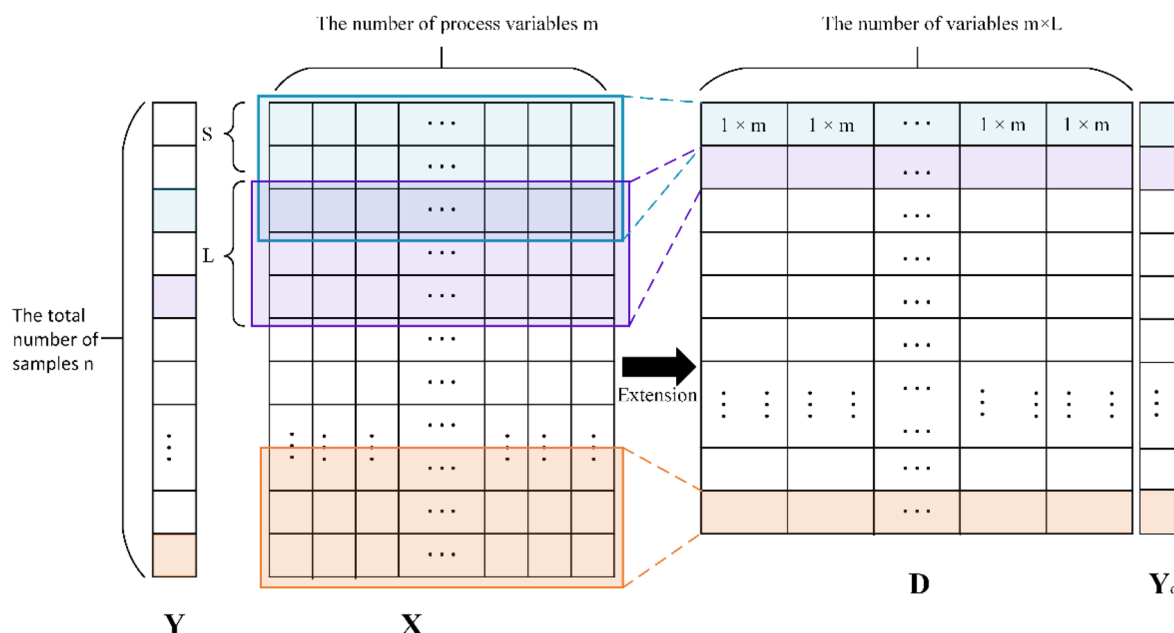 The number of process variables m
The number of variables m×L
S
L
The total
number of
samples n
1 × m
1 × m
1 × m
1 × m
Extension
Y
X
D
Y